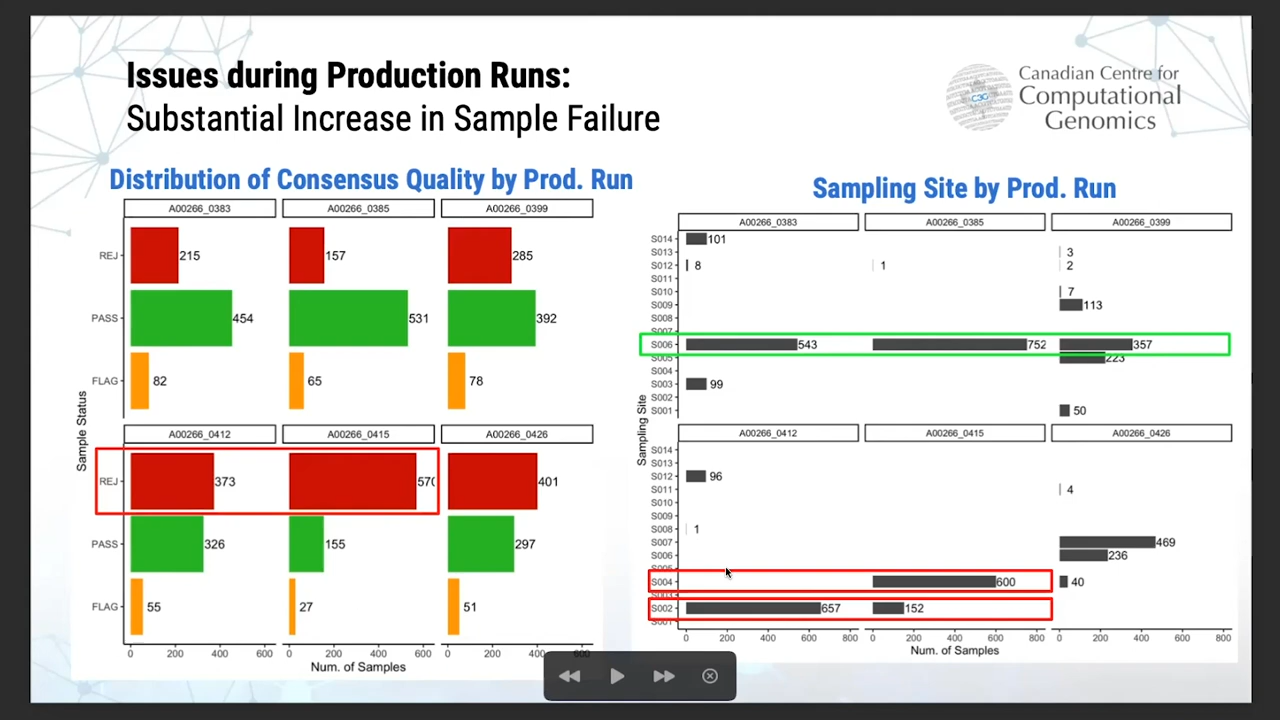 Issues during Production Runs:
Substantial Increase in Sample Failure
Canadian Centre for
Computational
Genomics
C3G
Distribution of Consensus Quality by Prod. Run
A00266_0383 A00266_0385 A00266_0399
REJ 215 157 285
PASS 454 531 392
FLAG 82 65 78
Sample Status
A00266_0412 A00266_0415 A00266_0426
REJ 373 570 401
PASS 326 155 297
FLAG 55 27 51
0 200 400 600 0 200 400 600 0 200 400 600
Num. of Samples
Sampling Site by Prod. Run
A00266_0383 A00266_0385 A00266_0399
S014 101
S013 3
S012 8 1 2
S011
S010 7
S009 113
S008
S007
S006 543 752 357
S005 223
S004
S003 99
S002
S001 50
Sampling Site
A00266_0412 A00266_0415 A00266_0426
S014
S013
S012 96
S011 4
S010
S009
S008 1
S007 469
S006 236
S005
S004 600 40
S003
S002 657 152
S001
0 200 400 600 800 0 200 400 600 800 0 200 400 600 800
Num. of Samples